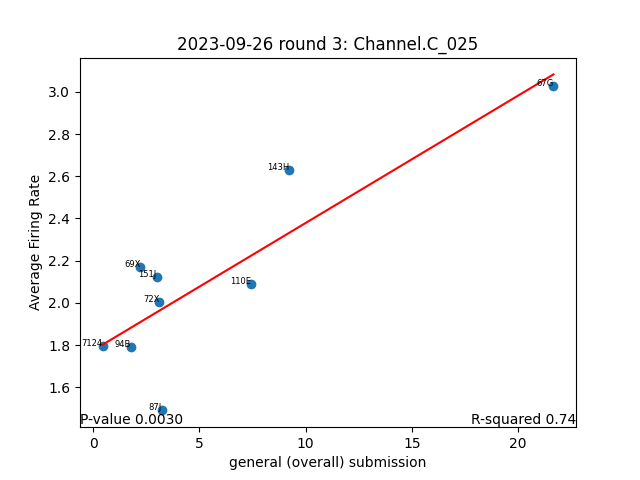 2023-09-26 round 3: Channel.C_025
Average Firing Rate
3.0
2.8
2.6
2.4
2.2
2.0
1.8
1.6
67G
143H
69X
151J
110E
72X
7124
94B
87J
P-value 0.0030
R-squared 0.74
0
5
10
15
20
general (overall) submission